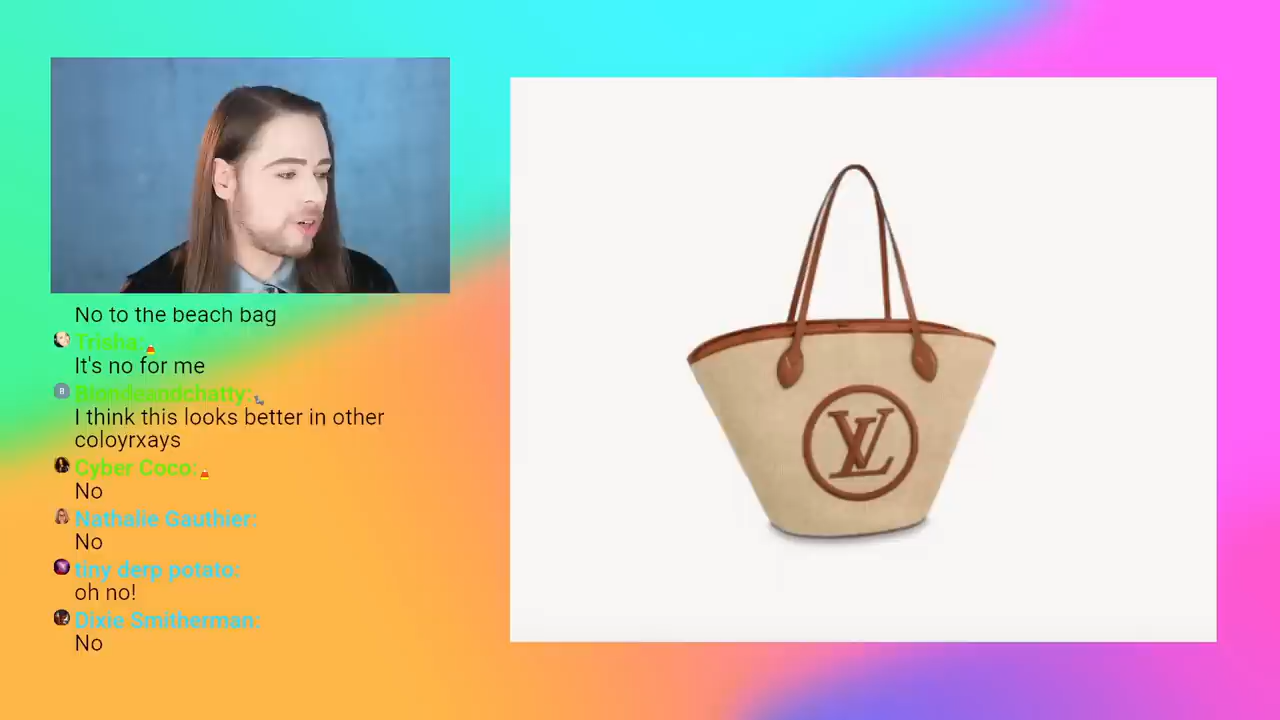 No to the beach bag
Trisha:
It's no for me
Blondeandchatty:
I think this looks better in other
coloyrxays
Cyber Coco:
No
Nathalie Gauthier:
No
tiny derp potato:
oh no!
Dixie Smitherman:
No
B
LV